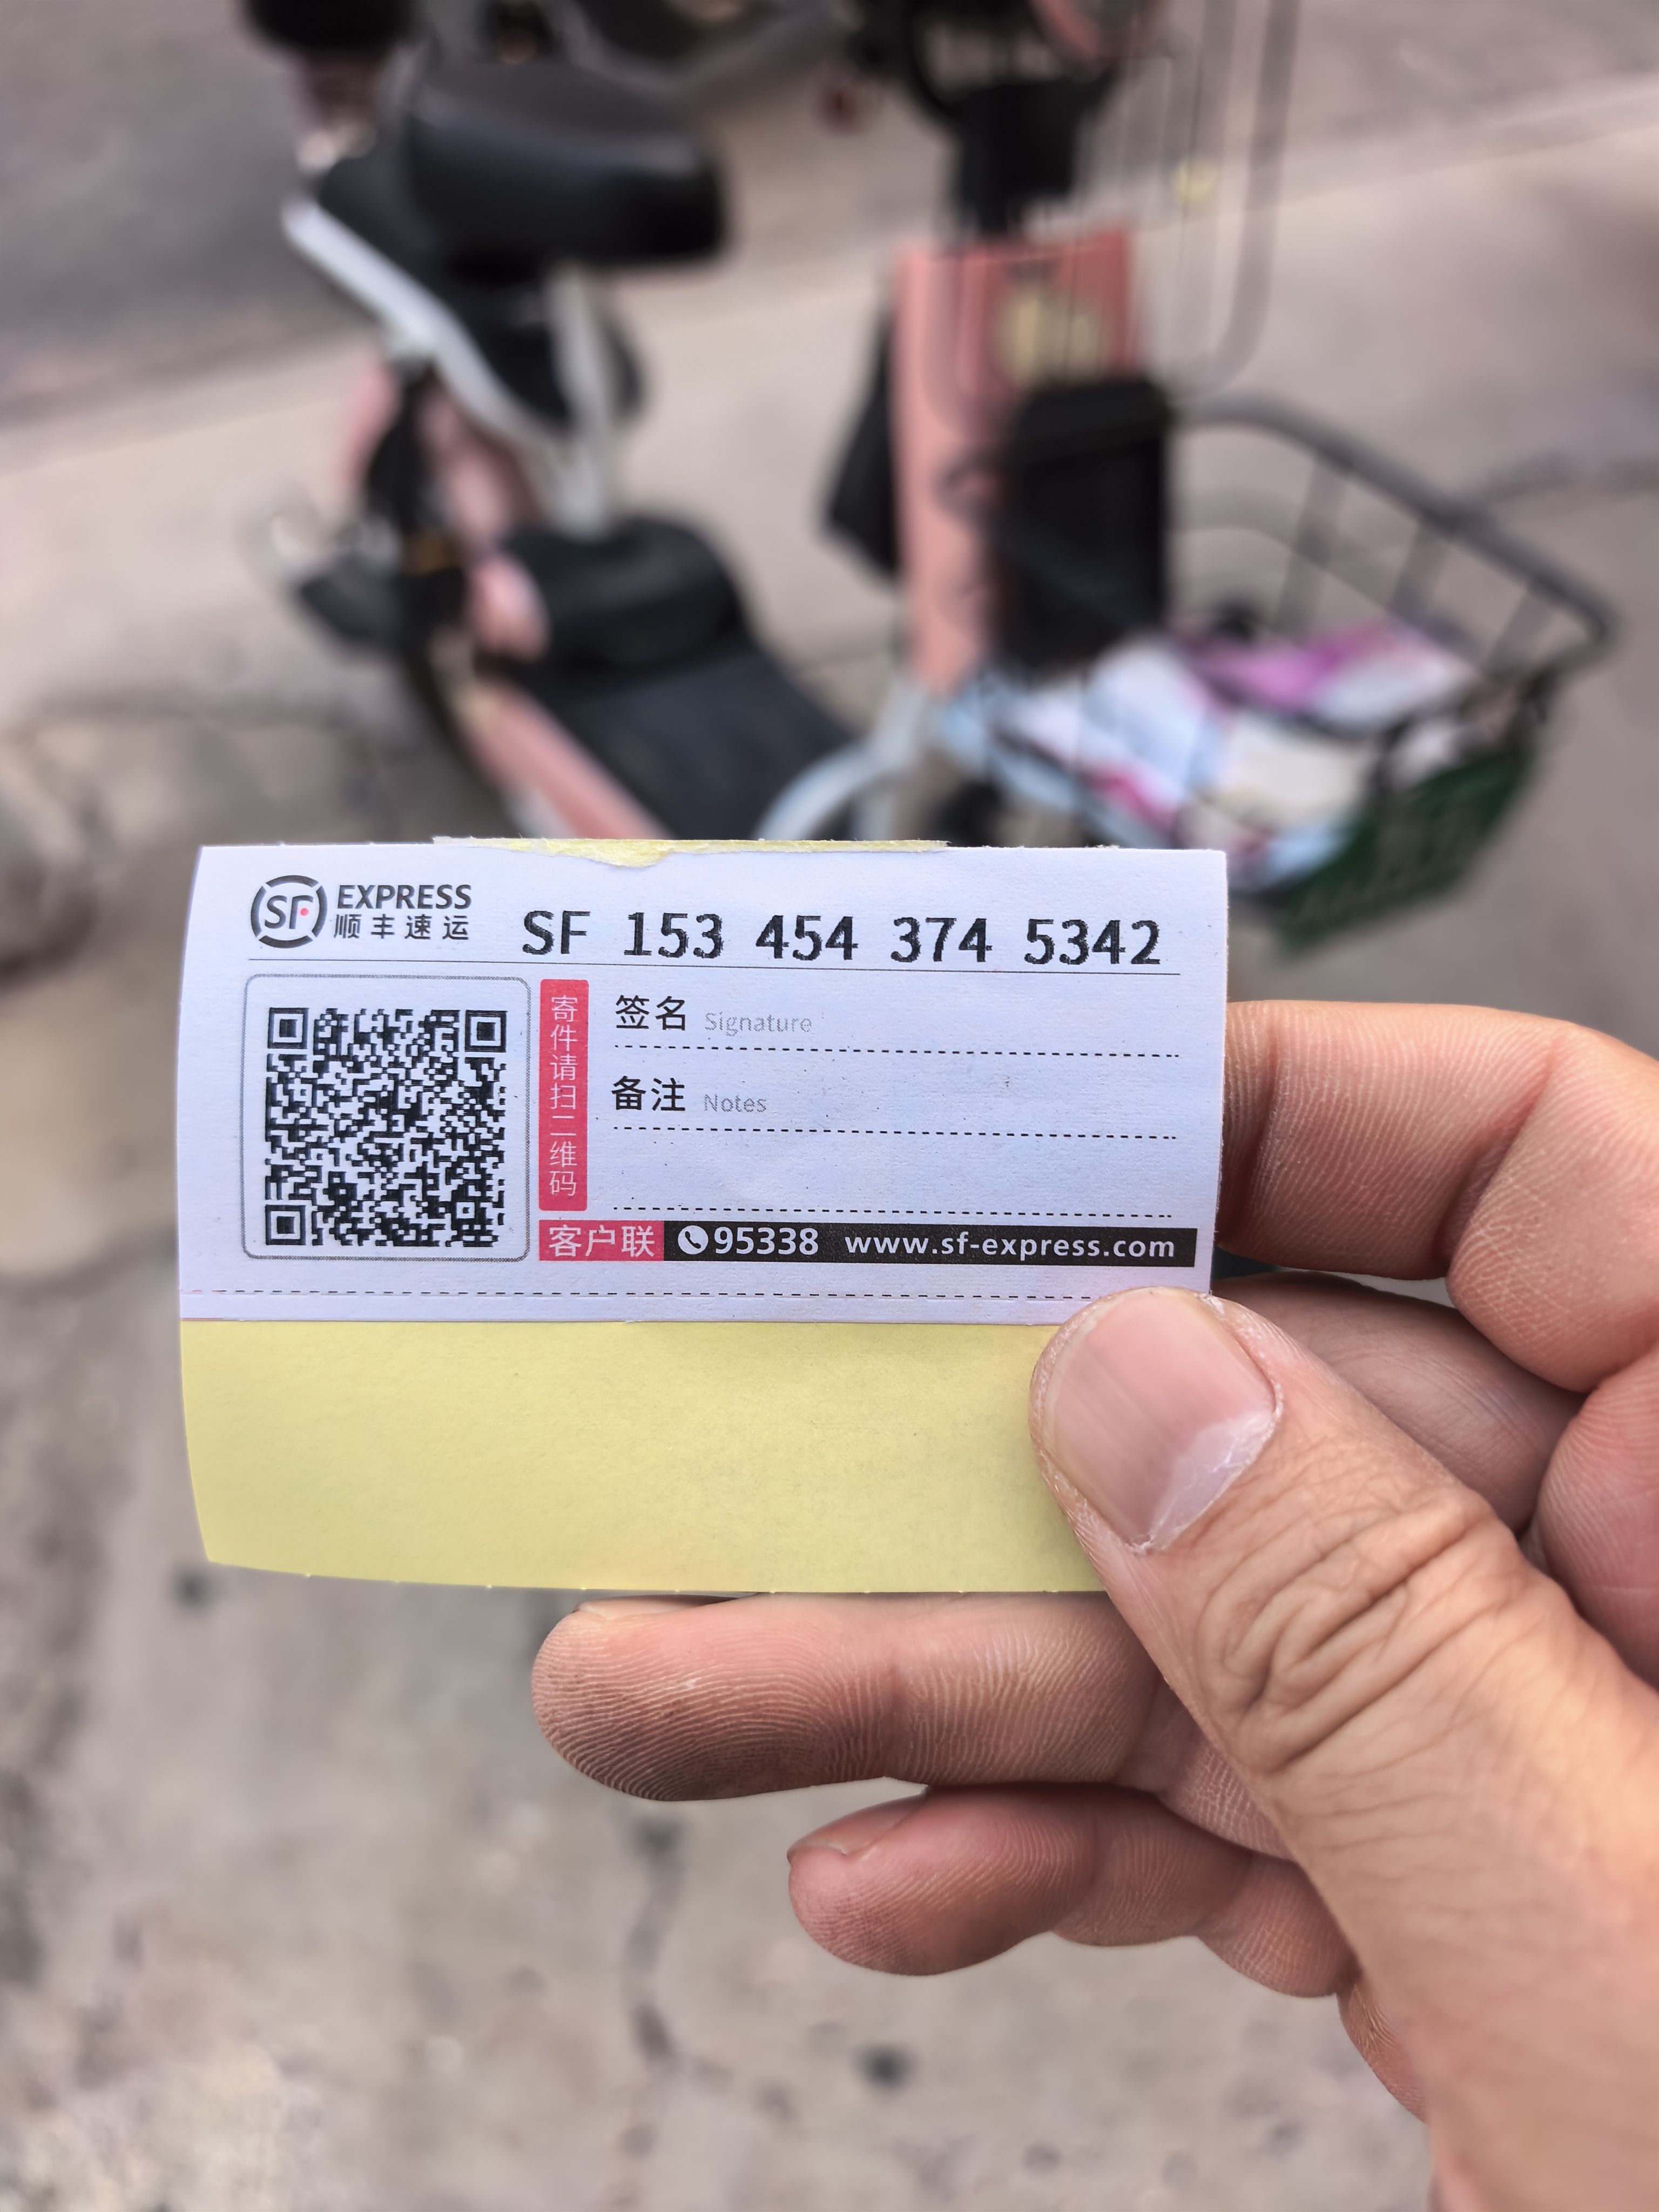 SF EXPRESS
顺丰速运
SF 153 454 374 5342
寄件请扫二维码
签名 Signature
备注 Notes
客户联 95338 www.sf-express.com